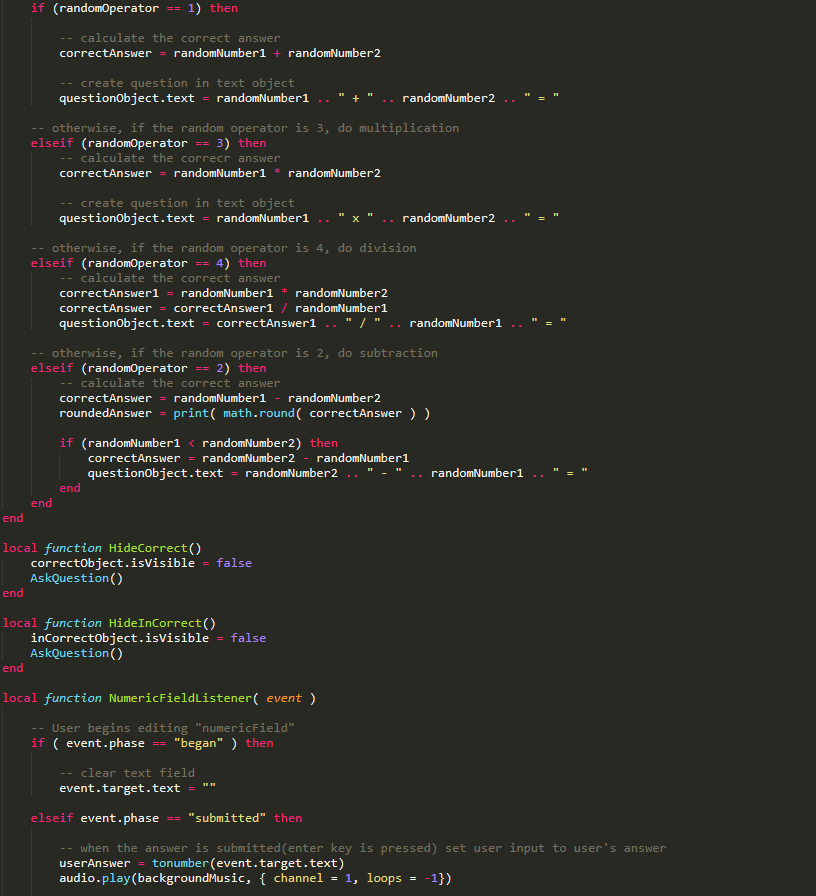 if (randomOperator == 1) then
-- calculate the correct answer
correctAnswer = randomNumber1 + randomNumber2
-- create question in text object
questionObject.text = randomNumber1 .. " + " .. randomNumber2 .. " = "
-- otherwise, if the random operator is 3, do multiplication
elseif (randomOperator == 3) then
-- calculate the correcr answer
correctAnswer = randomNumber1 * randomNumber2
-- create question in text object
questionObject.text = randomNumber1 .. " x " .. randomNumber2 .. " = "
-- otherwise, if the random operator is 4, do division
elseif (randomOperator == 4) then
-- calculate the correct answer
correctAnswer1 = randomNumber1 * randomNumber2
correctAnswer = correctAnswer1 / randomNumber1
questionObject.text = correctAnswer1 .. " / " .. randomNumber1 .. " = "
-- otherwise, if the random operator is 2, do subtraction
elseif (randomOperator == 2) then
-- calculate the correct answer
correctAnswer = randomNumber1 - randomNumber2
roundedAnswer = print( math.round( correctAnswer ) )
if (randomNumber1 < randomNumber2) then
correctAnswer = randomNumber2 - randomNumber1
questionObject.text = randomNumber2 .. " - " .. randomNumber1 .. " = "
end
end
end
local function HideCorrect()
correctObject.isVisible = false
AskQuestion()
end
local function HideInCorrect()
inCorrectObject.isVisible = false
AskQuestion()
end
local function NumericFieldListener( event )
-- User begins editing "numericField"
if ( event.phase == "began" ) then
-- clear text field
event.target.text = ""
elseif event.phase == "submitted" then
-- when the answer is submitted(enter key is pressed) set user input to user's answer
userAnswer = tonumber(event.target.text)
audio.play(backgroundMusic, { channel = 1, loops = -1})